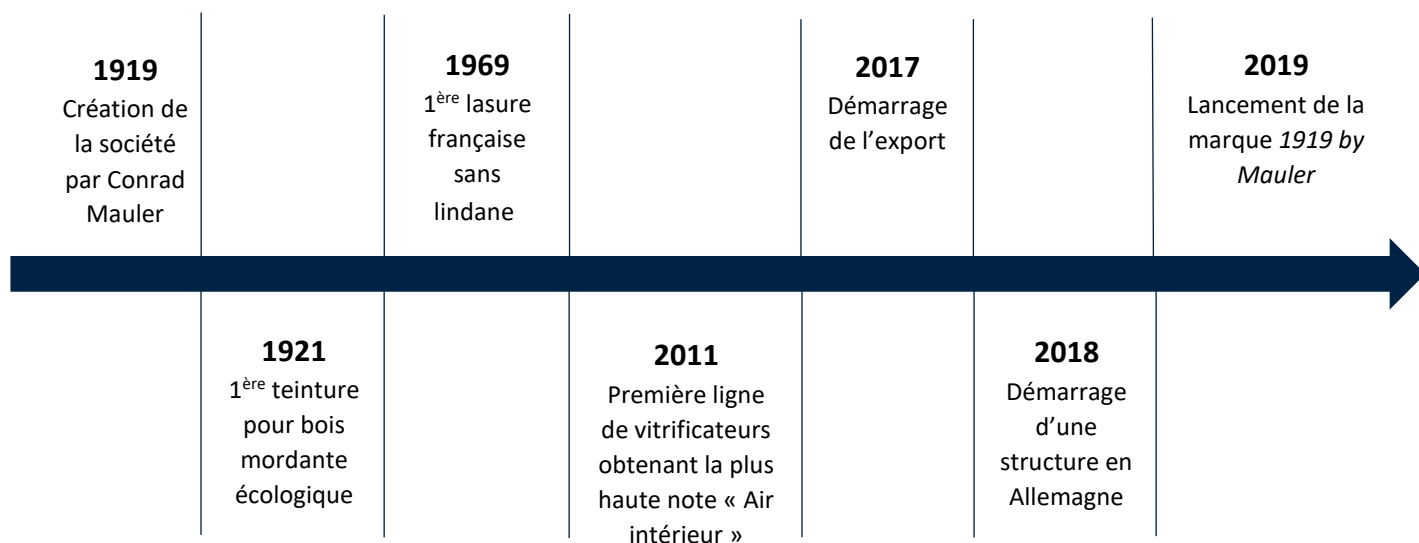 1919
Création de
la société
par Conrad
Mauler
1921
1ère teinture
pour bois
mordante
écologique
1969
1ère lasure
française
sans
lindane
2011
Première ligne
de vitrificateurs
obtenant la plus
haute note « Air
intérieur »
2017
Démarrage
de l’export
2018
Démarrage
d’une
structure en
Allemagne
2019
Lancement de la
marque 1919 by
Mauler